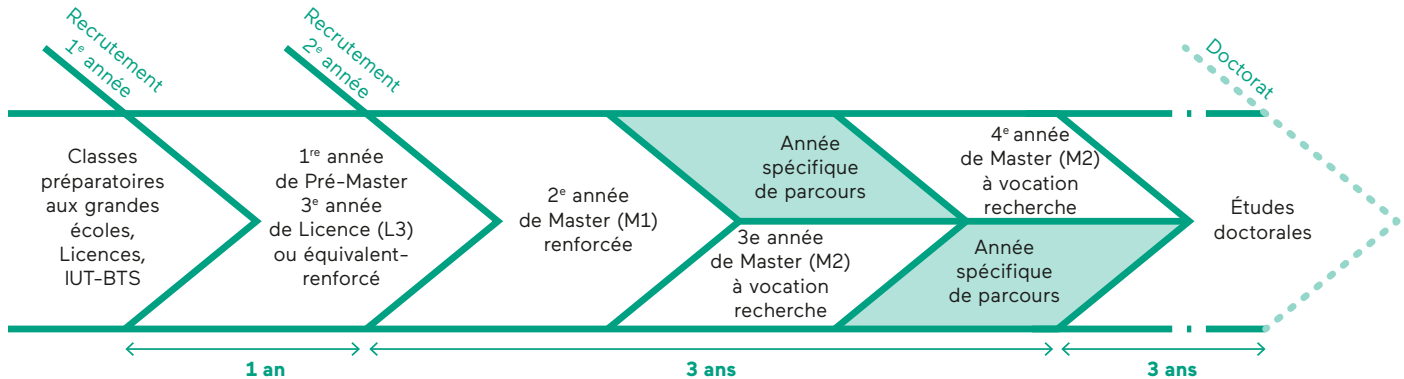 Recrutement
1e année
Recrutement
2e année
Doctorat
Classes
préparatoires
aux grandes
écoles,
Licences,
IUT-BTS
1re année
de Pré-Master
3e année
de Licence (L3)
ou équivalent-
renforcé
2e année
de Master (M1)
renforcée
Année
spécifique
de parcours
3e année
de Master (M2)
à vocation
recherche
4e année
de Master (M2)
à vocation
recherche
Année
spécifique
de parcours
Études
doctorales
1 an
3 ans
3 ans